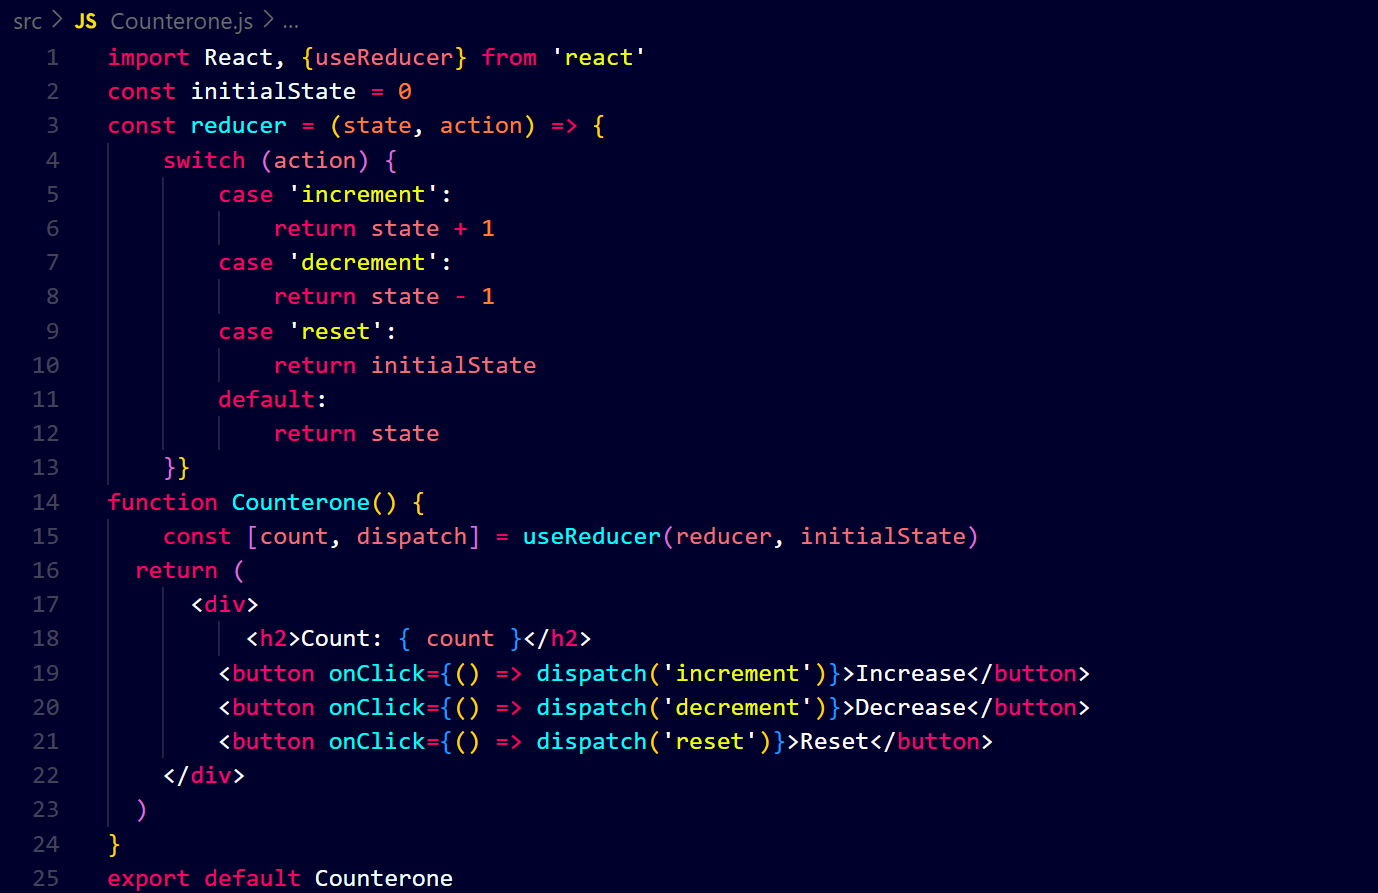 src > JS Counterone.js > ...
1 import React, {useReducer} from 'react'
2 const initialState = 0
3 const reducer = (state, action) => {
4     switch (action) {
5         case 'increment':
6             return state + 1
7         case 'decrement':
8             return state - 1
9         case 'reset':
10             return initialState
11         default:
12             return state
13     }}
14 function Counterone() {
15     const [count, dispatch] = useReducer(reducer, initialState)
16   return (
17       <div>
18           <h2>Count: { count }</h2>
19         <button onClick={() => dispatch('increment')}>Increase</button>
20         <button onClick={() => dispatch('decrement')}>Decrease</button>
21         <button onClick={() => dispatch('reset')}>Reset</button>
22     </div>
23   )
24 }
25 export default Counterone